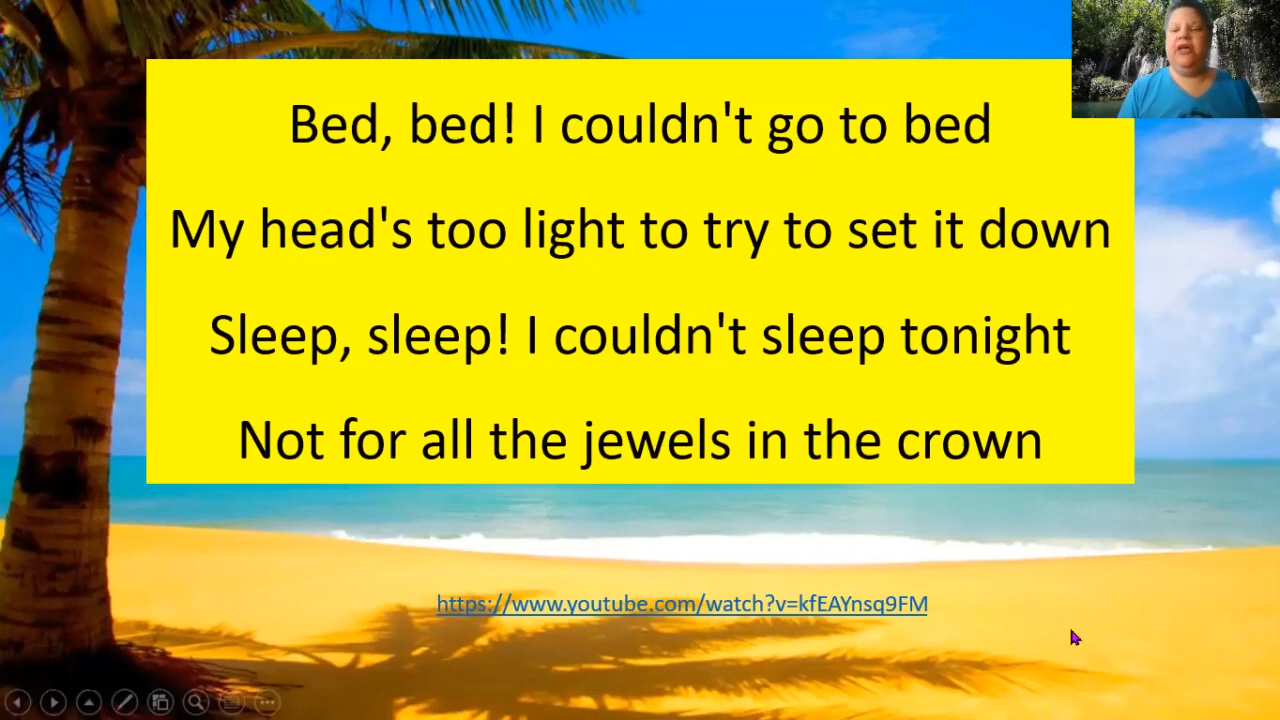 Bed, bed! I couldn't go to bed
My head's too light to try to set it down
Sleep, sleep! I couldn't sleep tonight
Not for all the jewels in the crown
https://www.youtube.com/watch?v=kfEAYnsq9FM